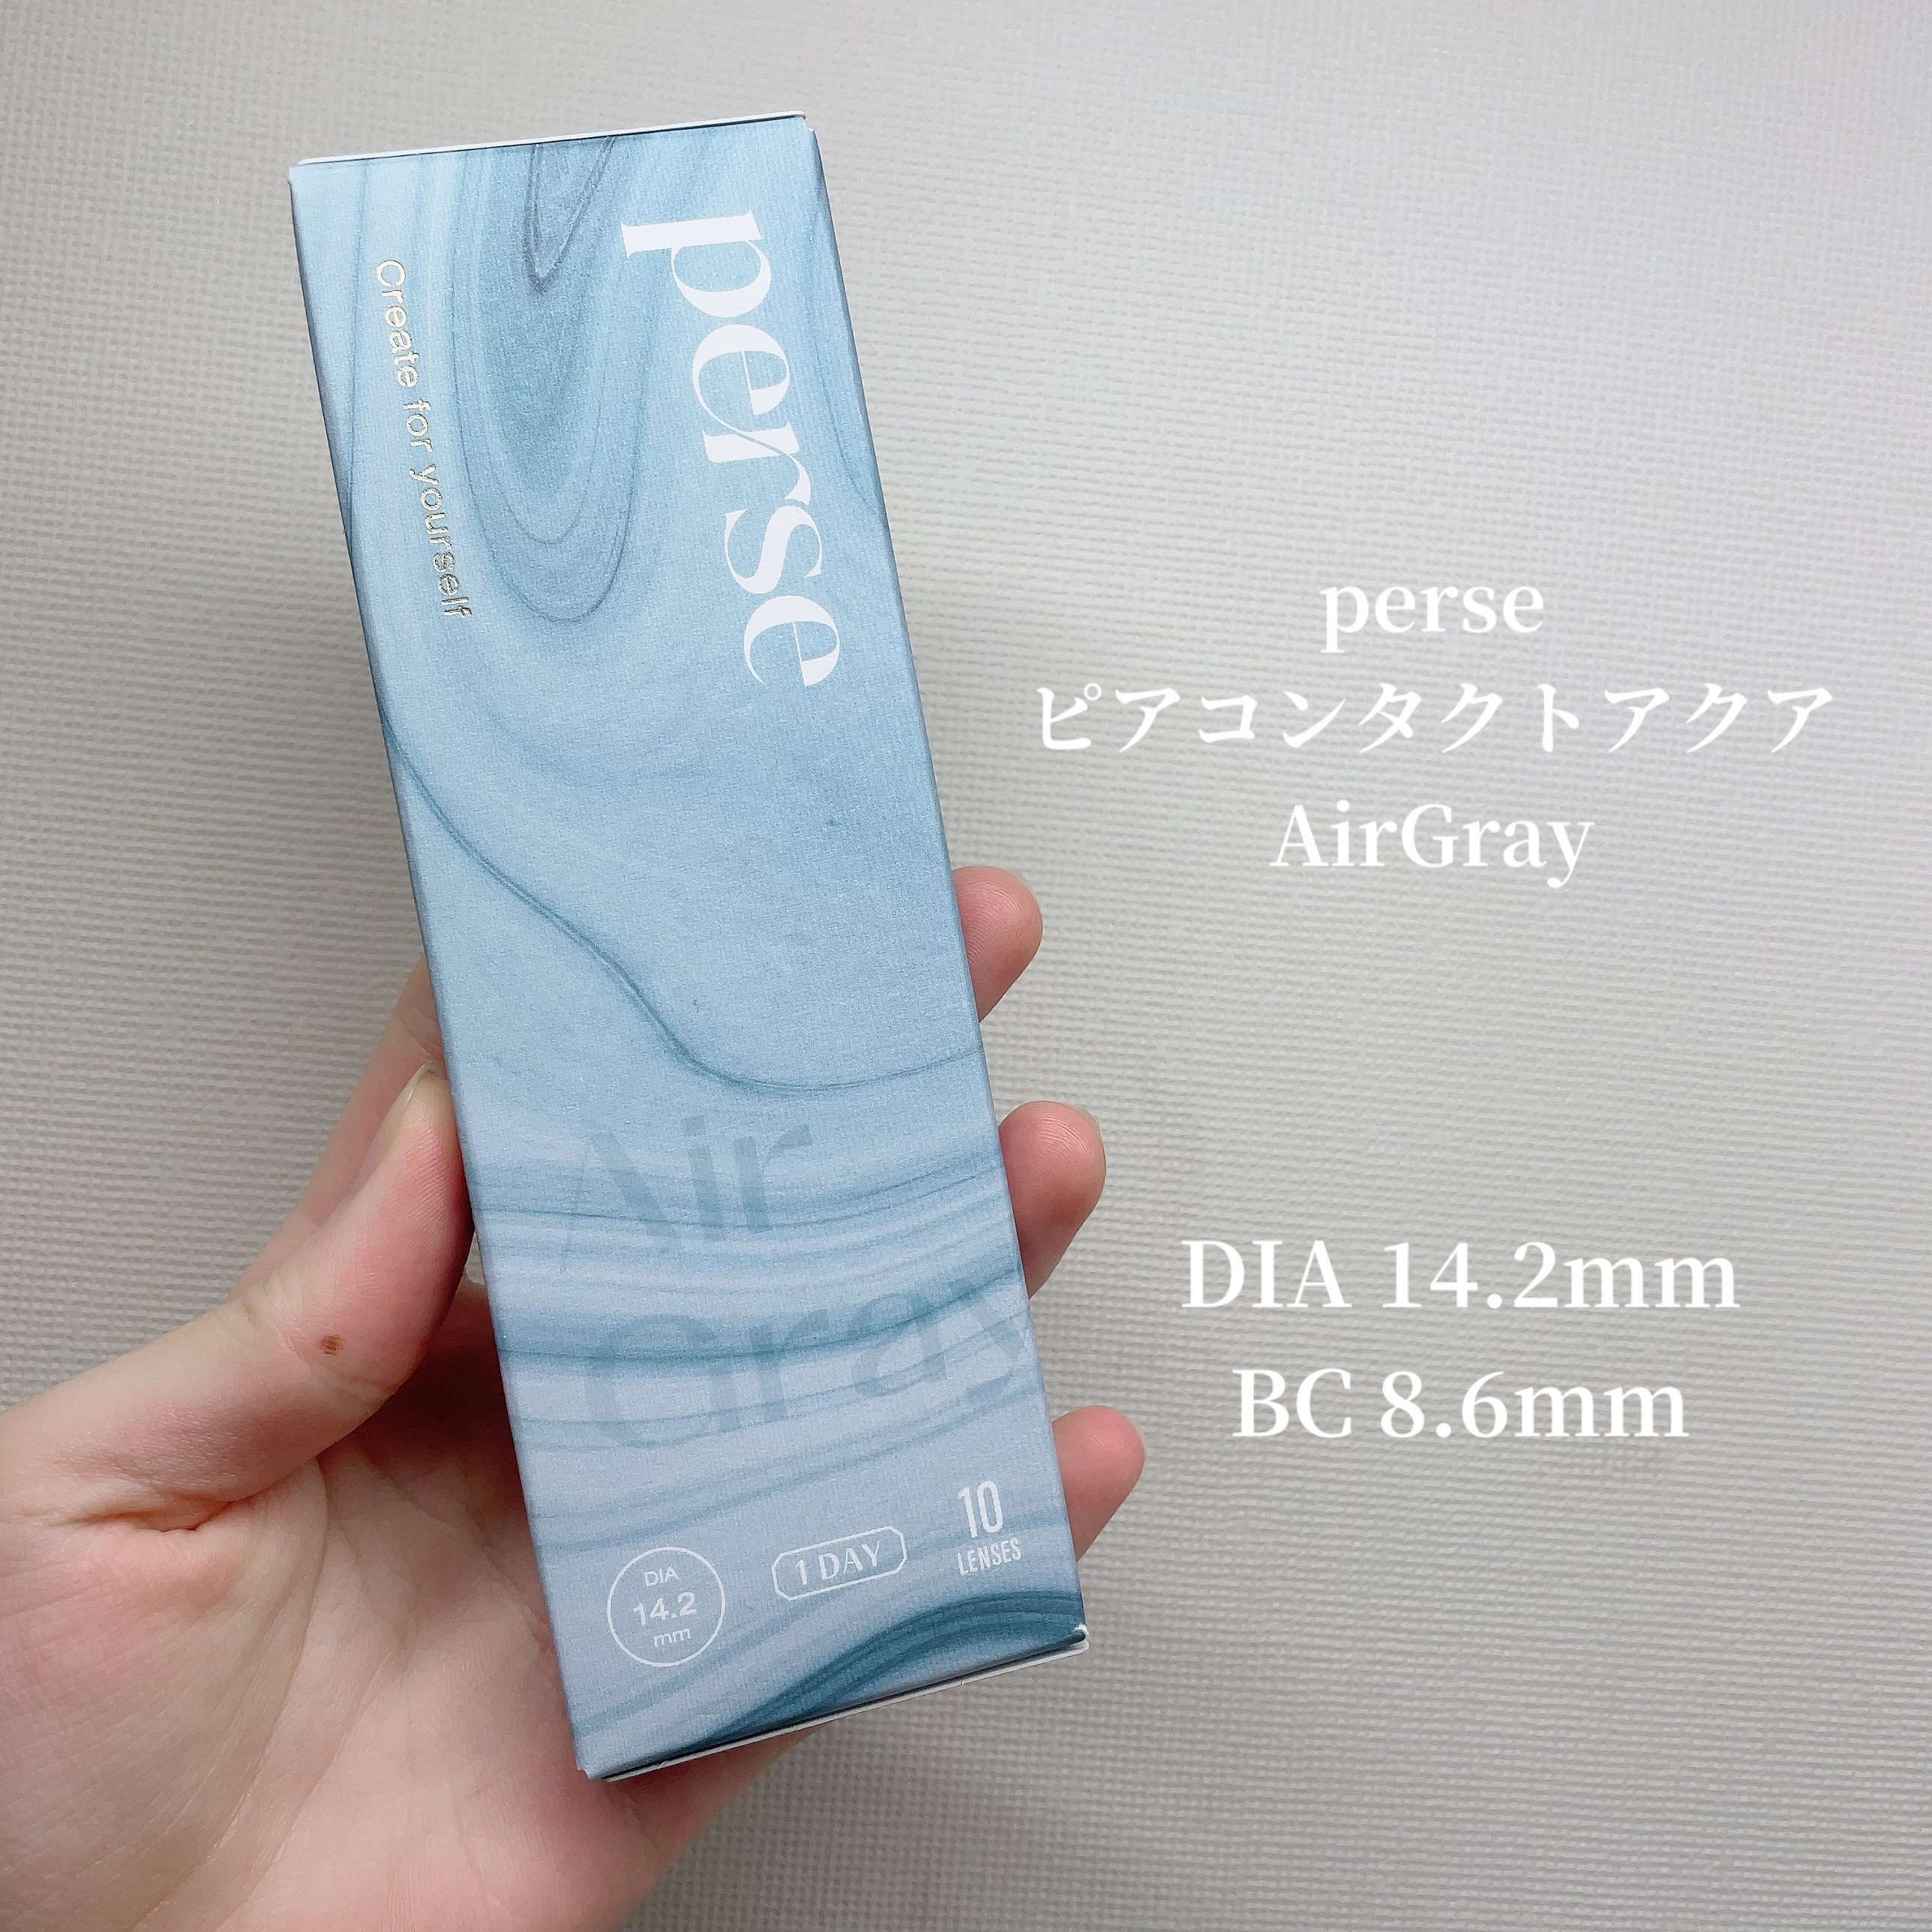 perse
Create for yourself
Air
Gray
DIA
14.2
mm
1 DAY
10
LENSES
perse
ピアコンタクトアクア
AirGray
DIA 14.2mm
BC 8.6mm